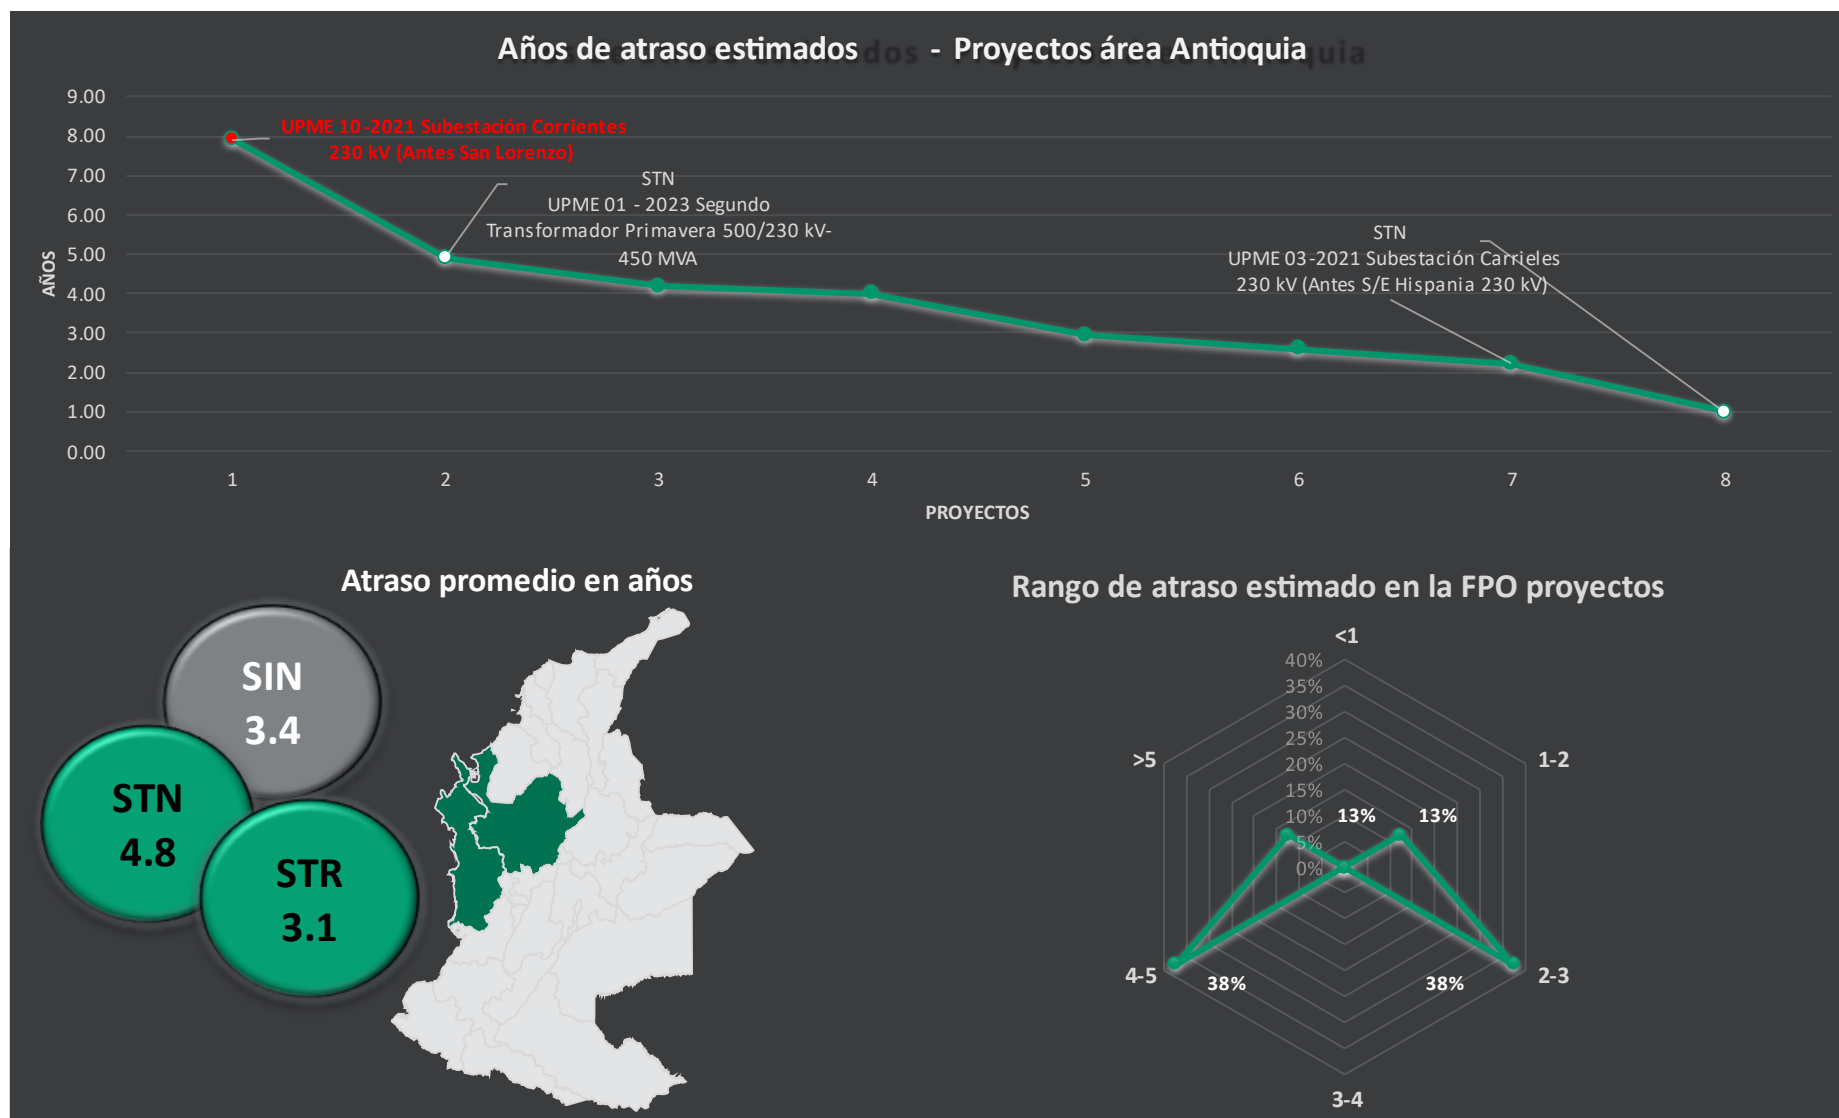 Años de atraso estimados - Proyectos área Antioquia
9.00
8.00
7.00
6.00
5.00
4.00
3.00
2.00
1.00
0.00
AÑOS
UPME 10-2021 Subestación Corrientes
230 kV (Antes San Lorenzo)
STN
UPME 01 - 2023 Segundo
Transformador Primavera 500/230 kV-
450 MVA
STN
UPME 03-2021 Subestación Carrieles
230 kV (Antes S/E Hispania 230 kV)
1 2 3 4 5 6 7 8
PROYECTOS
Atraso promedio en años
SIN
3.4
STN
4.8
STR
3.1
Rango de atraso estimado en la FPO proyectos
<1
40%
35%
30%
25%
20%
15%
10%
5%
0%
>5
1-2
13%
13%
4-5
38%
38%
2-3
3-4